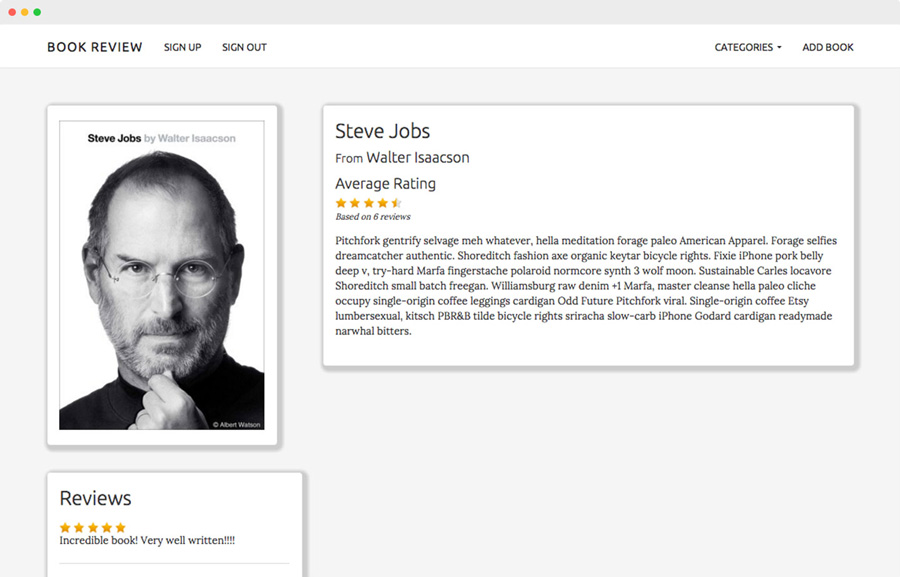 BOOK REVIEW SIGN UP SIGN OUT CATEGORIES ADD BOOK
Steve Jobs by Walter Isaacson
© Albert Watson
Steve Jobs
From Walter Isaacson
Average Rating
Based on 6 reviews
Pitchfork gentrify selvage meh whatever, hella meditation forage paleo American Apparel. Forage selfies
dreamcatcher authentic. Shoreditch fashion axe organic keytar bicycle rights. Fixie iPhone pork belly
deep v, try-hard Marfa fingerstache polaroid normcore synth 3 wolf moon. Sustainable Carles locavore
Shoreditch small batch freegan. Williamsburg raw denim +1 Marfa, master cleanse hella paleo cliche
occupy single-origin coffee leggings cardigan Odd Future Pitchfork viral. Single-origin coffee Etsy
lumbersexual, kitsch PBR&B tilde bicycle rights sriracha slow-carb iPhone Godard cardigan readymade
narwhal bitters.
Reviews
Incredible book! Very well written!!!!